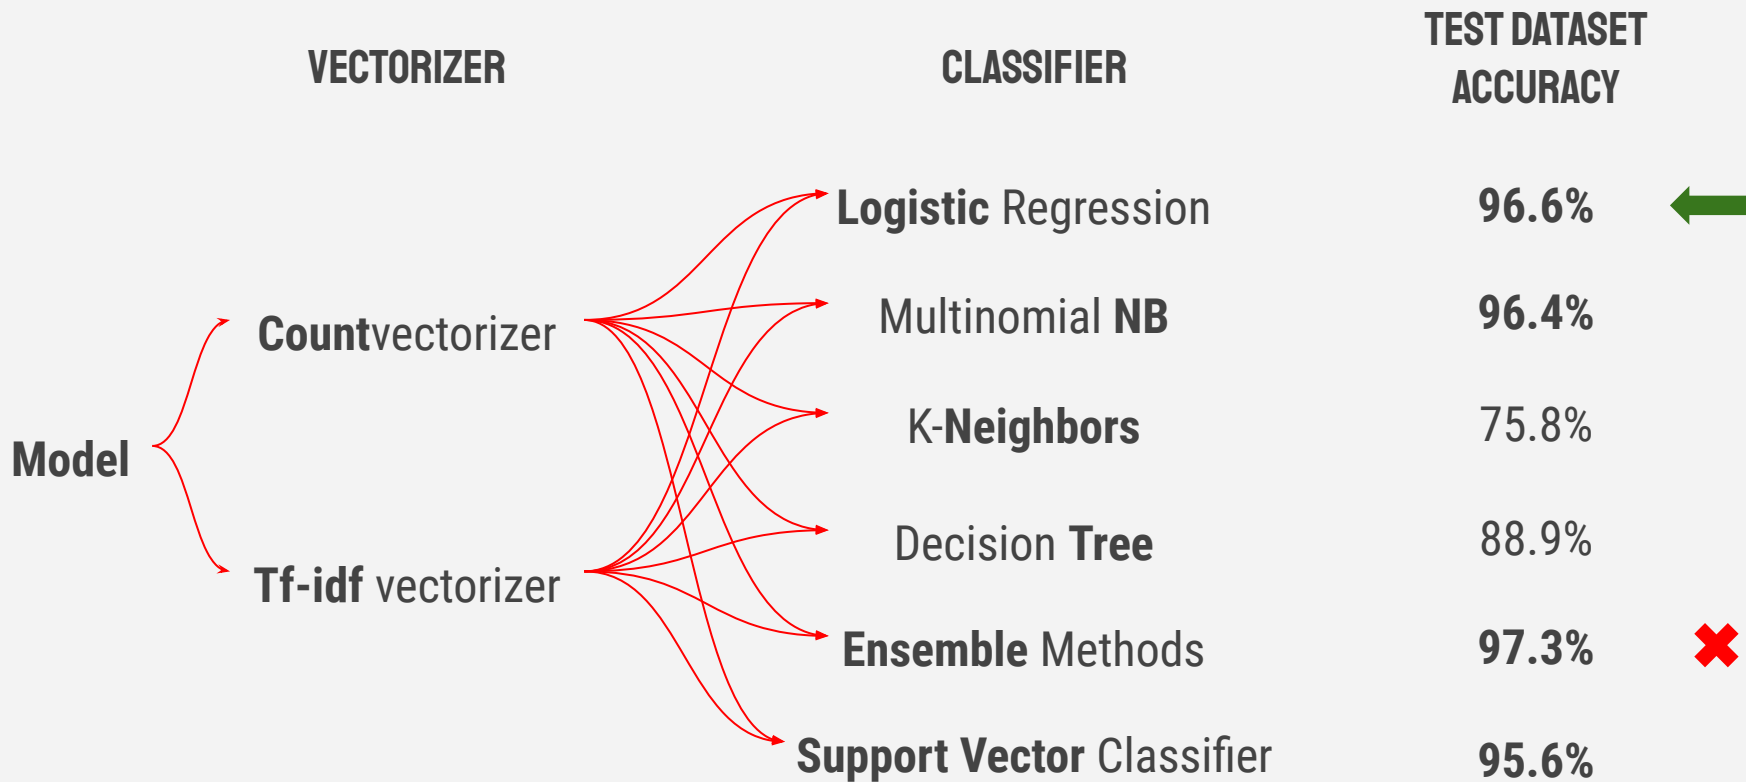 VECTORIZER
CLASSIFIER
TEST DATASET
ACCURACY
Logistic Regression
96.6%
Multinomial NB
96.4%
Countvectorizer
K-Neighbors
75.8%
Model
Decision Tree
88.9%
Tf-idf vectorizer
Ensemble Methods
97.3%
Support Vector Classifier
95.6%